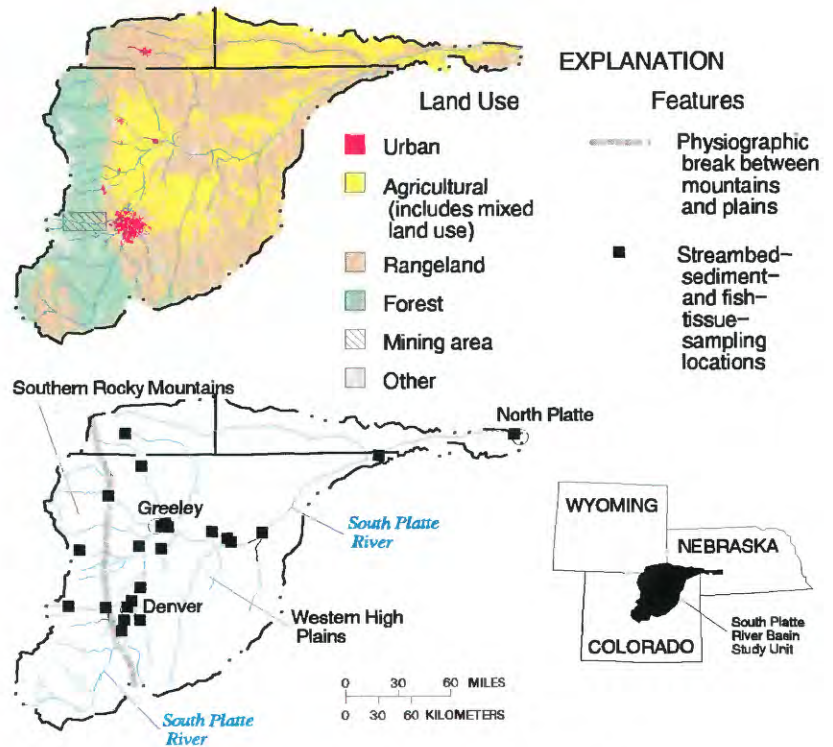 EXPLANATION
Land Use
Urban
Agricultural
(includes mixed
land use)
Rangeland
Forest
Mining area
Other
Features
Physiographic
break between
mountains
and plains
Streambed–
sediment–
and fish–
tissue–
sampling
locations
Southern Rocky Mountains
North Platte
Greeley
South Platte
River
Denver
Western High
Plains
South Platte
River
0 30 60 MILES
0 30 60 KILOMETERS
WYOMING
NEBRASKA
COLORADO
South Platte
River Basin
Study Unit